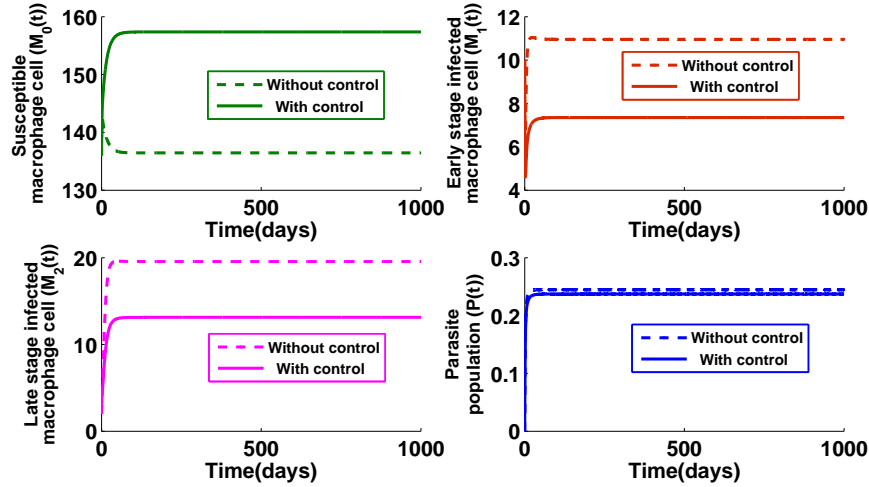 160
150
140
130
Susceptible
macrophage cell (M0(t))
Without control
With control
0
500
1000
Time(days)
12
10
8
6
4
Early stage infected
macrophage cell (M1(t))
Without control
With control
0
500
1000
Time(days)
20
10
0
Late stage infected
macrophage cell (M2(t))
Without control
With control
0
500
1000
Time(days)
0.3
0.2
0.1
0
Parasite
population (P(t))
Without control
With control
0
500
1000
Time(days)